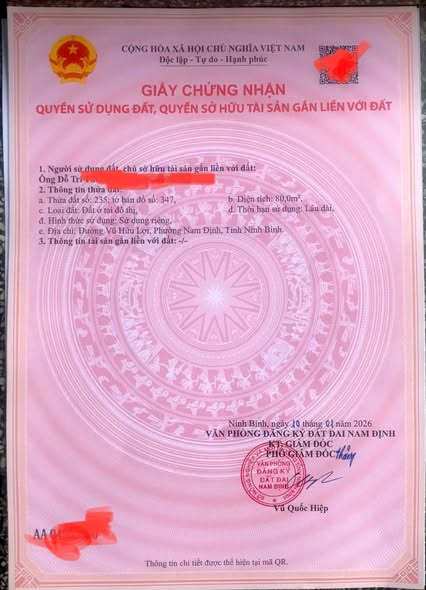 CỘNG HÒA XÃ HỘI CHỦ NGHĨA VIỆT NAM
Độc lập - Tự do - Hạnh phúc
GIẤY CHỨNG NHẬN
QUYỀN SỬ DỤNG ĐẤT, QUYỀN SỞ HỮU TÀI SẢN GẮN LIỀN VỚI ĐẤT
1. Người sử dụng đất, chủ sở hữu tài sản gắn liền với đất:
Ông Đỗ Trí
2. Thông tin thửa đất:
a. Thửa đất số: 235; tờ bản đồ số: 347, b. Diện tích: 80,0m²,
c. Loại đất: Đất ở tại đô thị, d. Thời hạn sử dụng: Lâu dài,
đ. Hình thức sử dụng: Sử dụng riêng,
e. Địa chỉ: Đường Vũ Hữu Lợi, Phường Nam Định, Tỉnh Ninh Bình.
3. Thông tin tài sản gắn liền với đất: -/-
Ninh Bình, ngày 20 tháng 01 năm 2026
VĂN PHÒNG ĐĂNG KÝ ĐẤT ĐAI NAM ĐỊNH
KT. GIÁM ĐỐC
PHÓ GIÁM ĐỐC
VĂN PHÒNG
ĐĂNG KÝ
ĐẤT ĐAI
Vũ Quốc Hiệp
AA
Thông tin chi tiết được thể hiện tại mã QR.